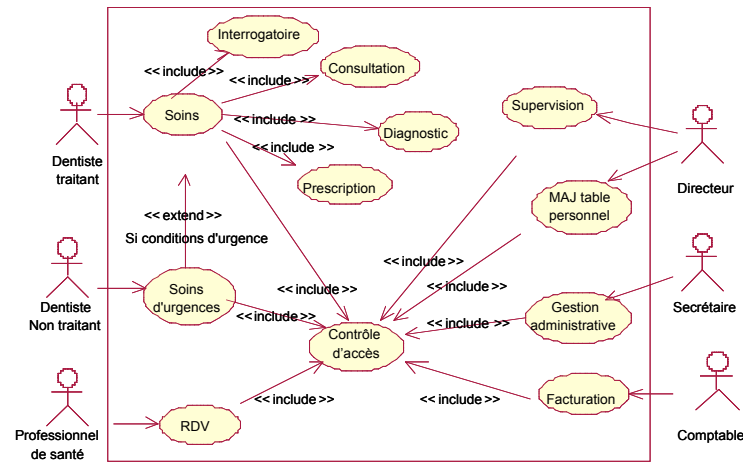 Interrogatoire
<< include >>
Consultation
<< include >>
Soins
<< include >>
Diagnostic
<< include >>
Prescription
Supervision
Dentiste
traitant
Directeur
MAJ table
personnel
<< extend >>
Si conditions d'urgence
<< include >>
<< include >>
<< include >>
Dentiste
Non traitant
Soins
d'urgences
<< include >>
Contrôle
d'accès
<< include >>
Gestion
administrative
Secrétaire
<< include >>
<< include >>
Facturation
RDV
Professionnel
de santé
Comptable